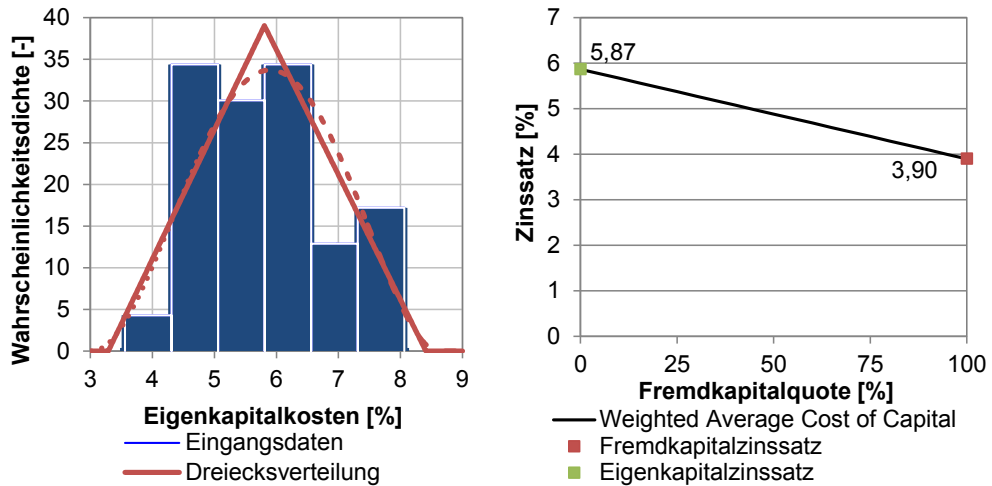 Wahrscheinlichkeitsdichte [-]
40
35
30
25
20
15
10
5
0
3 4 5 6 7 8 9
Eigenkapitalkosten [%]
Eingangsdaten
Dreiecksverteilung
Zinssatz [%]
7
6
5
4
3
2
1
0
5,87
3,90
0 25 50 75 100
Fremdkapitalquote [%]
Weighted Average Cost of Capital
Fremdkapitalzinssatz
Eigenkapitalzinssatz